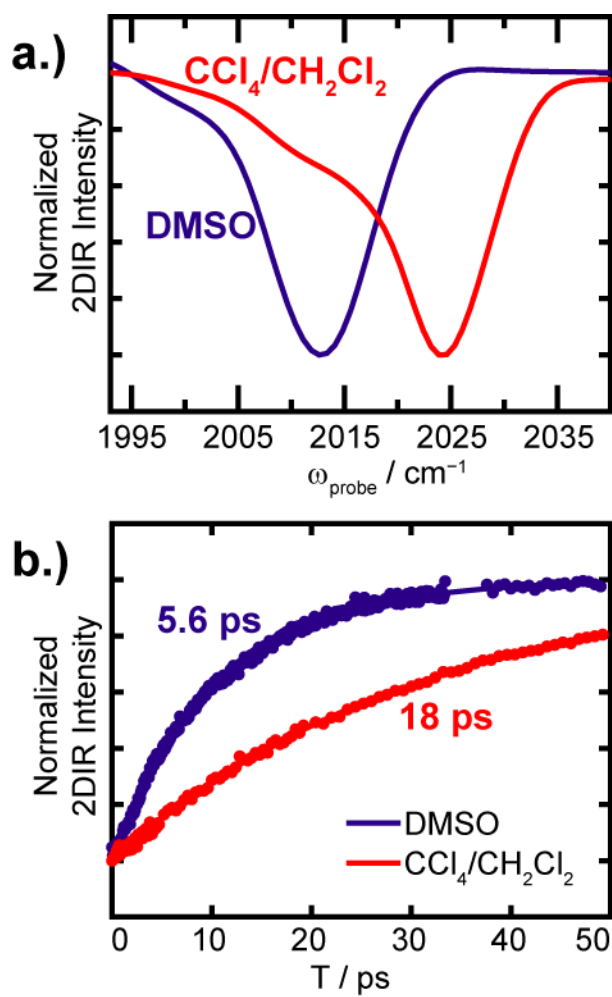 a.)
CCl₄/CH₂Cl₂
DMSO
Normalized
2DIR Intensity
1995 2005 2015 2025 2035
ω_probe / cm⁻¹
b.)
5.6 ps
18 ps
Normalized
2DIR Intensity
DMSO
CCl₄/CH₂Cl₂
0 10 20 30 40 50
T / ps